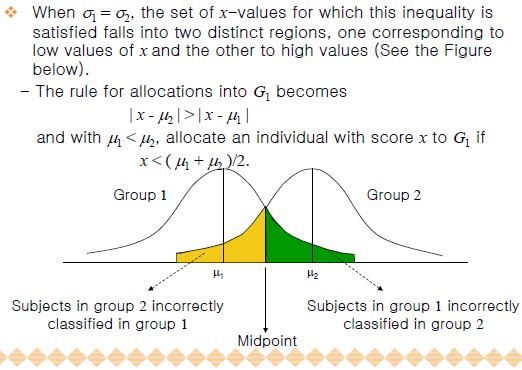 When σ₁ = σ₂, the set of x-values for which this inequality is
satisfied falls into two distinct regions, one corresponding to
low values of x and the other to high values (See the Figure
below).
– The rule for allocations into G₁ becomes
|x - μ₂|>|x - μ₁|
and with μ₁ < μ₂, allocate an individual with score x to G₁ if
x<(μ₁ + μ₂)/2.
Group 1
Group 2
μ₁
μ₂
Subjects in group 2 incorrectly
classified in group 1
Subjects in group 1 incorrectly
classified in group 2
Midpoint